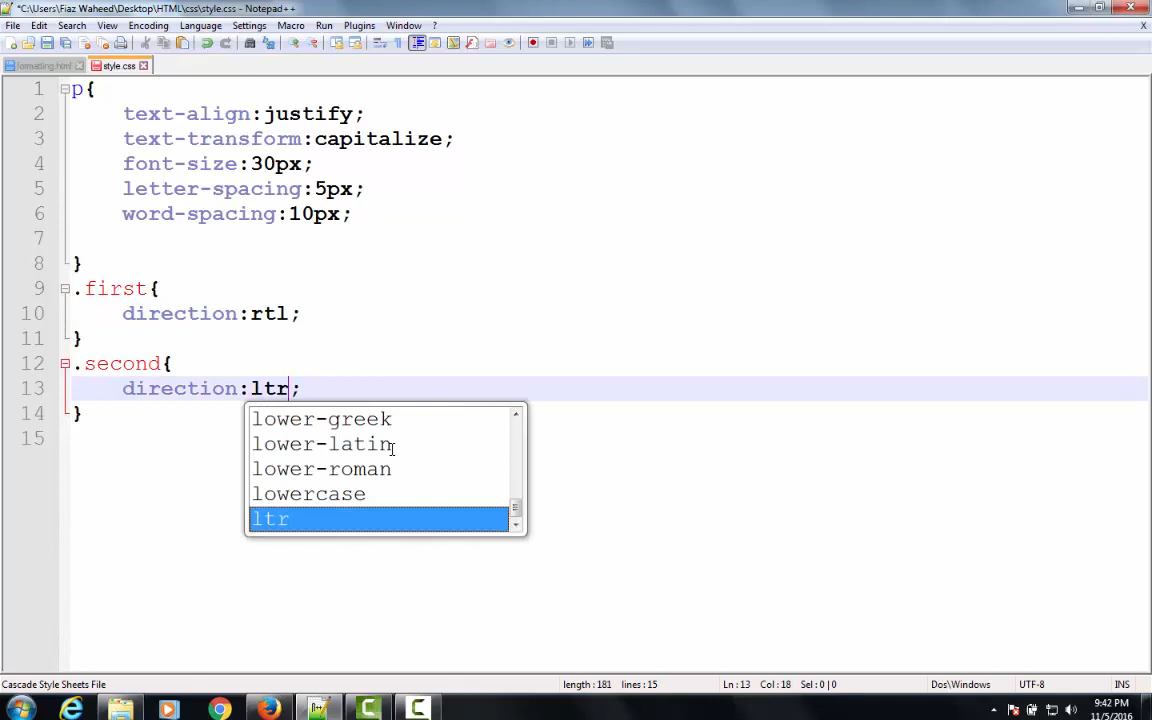 *C:\Users\Fiaz Waheed\Desktop\HTML\css\style.css - Notepad++
File Edit Search View Encoding Language Settings Macro Run Plugins Window ? X
formatting.html style.css
1 p{
2 text-align:justify;
3 text-transform:capitalize;
4 font-size:30px;
5 letter-spacing:5px;
6 word-spacing:10px;
7
8 }
9 .first{
10 direction:rtl;
11 }
12 .second{
13 direction:ltr;
14 }
15
lower-greek
lower-latin
lower-roman
lowercase
ltr
Cascade Style Sheets File length : 181 lines : 15 Ln : 13 Col : 18 Sel : 0 | 0 Dos\Windows UTF-8 INS
9:42 PM
11/5/2016